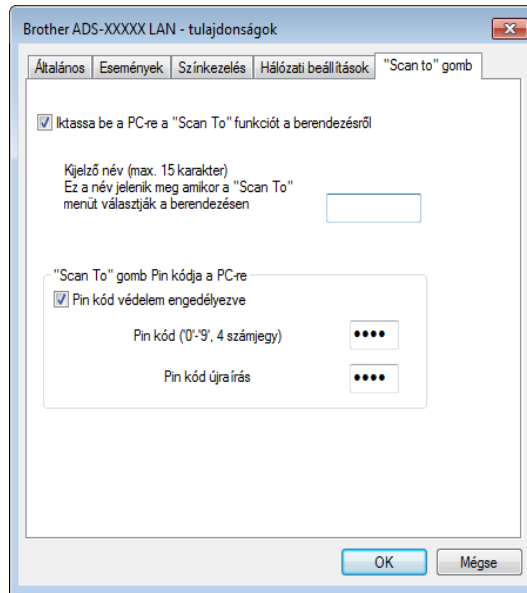 Brother ADS-XXXXX LAN - tulajdonságok
Általános
Események
Színkezelés
Hálózati beállítások
"Scan to" gomb
Iktassa be a PC-re a "Scan To" funkciót a berendezésről
Kijelző név (max. 15 karakter)
Ez a név jelenik meg amikor a "Scan To"
menüt választják a berendezésen
"Scan To" gomb Pin kódja a PC-re
Pin kód védelem engedélyezve
Pin kód ('0'-'9', 4 számjegy)
••••
Pin kód újraírás
••••
OK
Mégse